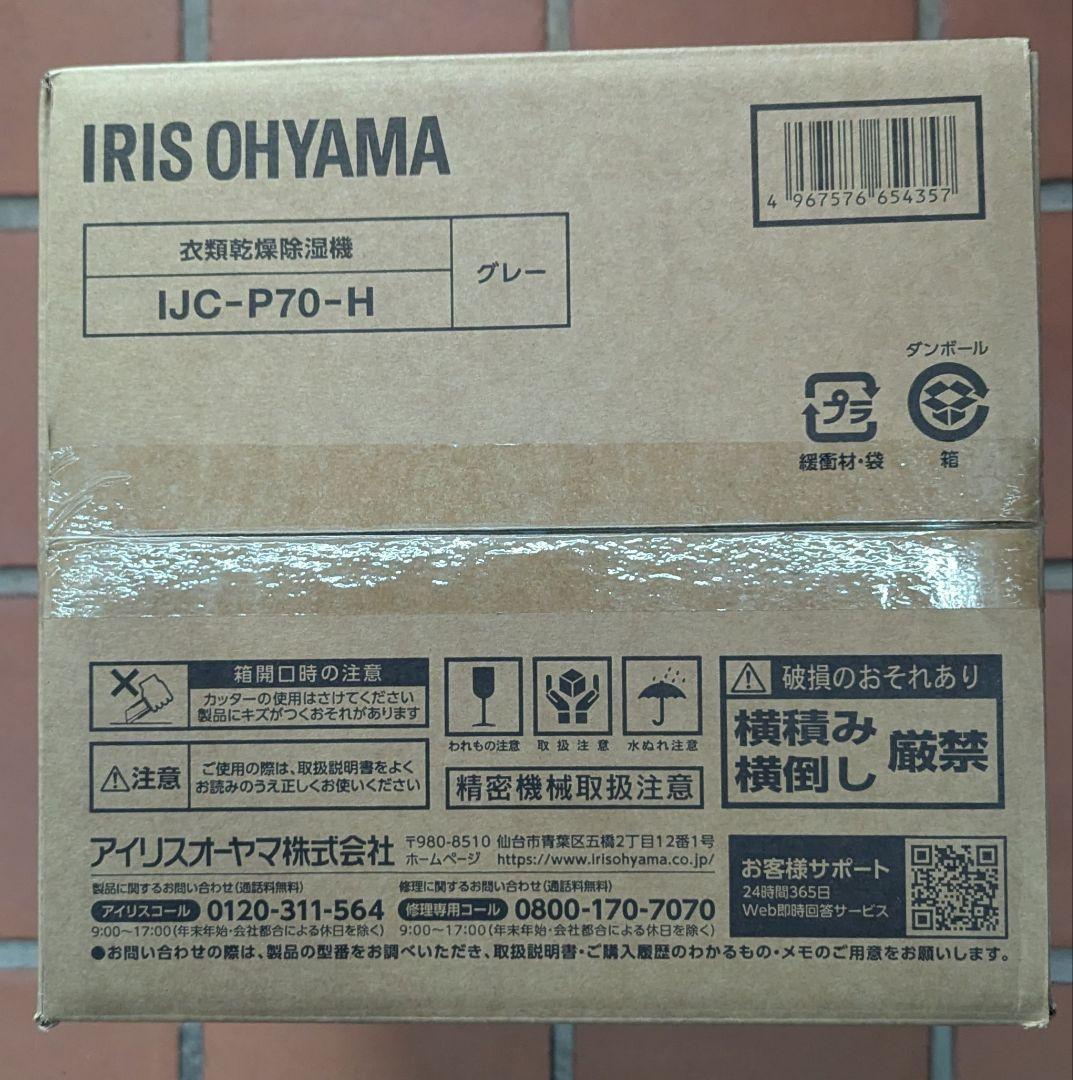 IRIS OHYAMA
4 967576 654357
衣類乾燥除湿機
グレー
IJC-P70-H
ダンボール
プラ
緩衝材・袋
箱
箱開口時の注意
カッターの使用はさけてください
製品にキズがつくおそれがあります
注意
ご使用の際は、取扱説明書をよく
お読みのうえ正しくお使いください
われもの注意
取扱注意
水ぬれ注意
精密機械取扱注意
破損のおそれあり
横積み
横倒し
厳禁
アイリスオーヤマ株式会社
〒980-8510 仙台市青葉区五橋2丁目12番1号
ホームページ https://www.irisohyama.co.jp/
製品に関するお問い合わせ(通話料無料)
アイリスコール 0120-311-564
9:00〜17:00(年末年始・会社都合による休日を除く)
修理に関するお問い合わせ(通話料無料)
修理専用コール 0800-170-7070
9:00〜17:00(年末年始・会社都合による休日を除く)
お客様サポート
24時間365日
Web即時回答サービス
●お問い合わせの際は、製品の型番をお調べいただき、取扱説明書・ご購入履歴のわかるもの・メモのご用意をお願いします。